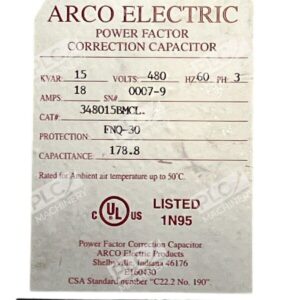 ARCO ELECTRIC
POWER FACTOR
CORRECTION CAPACITOR
KVAR 15 VOLTS 480 HZ 60 PH 3
AMPS 18 SN# 0007-9
CAT# 348015BMCL.
PROTECTION FNQ-30
CAPACITANCE 178.8
Rated for Ambient air temperature up to 50°C.
C UL US LISTED
1N95
Power Factor Correction Capacitor
ARCO Electric Products
Shelbyville, Indiana 46176
E160430
CSA Standard number "C22.2 No. 190"